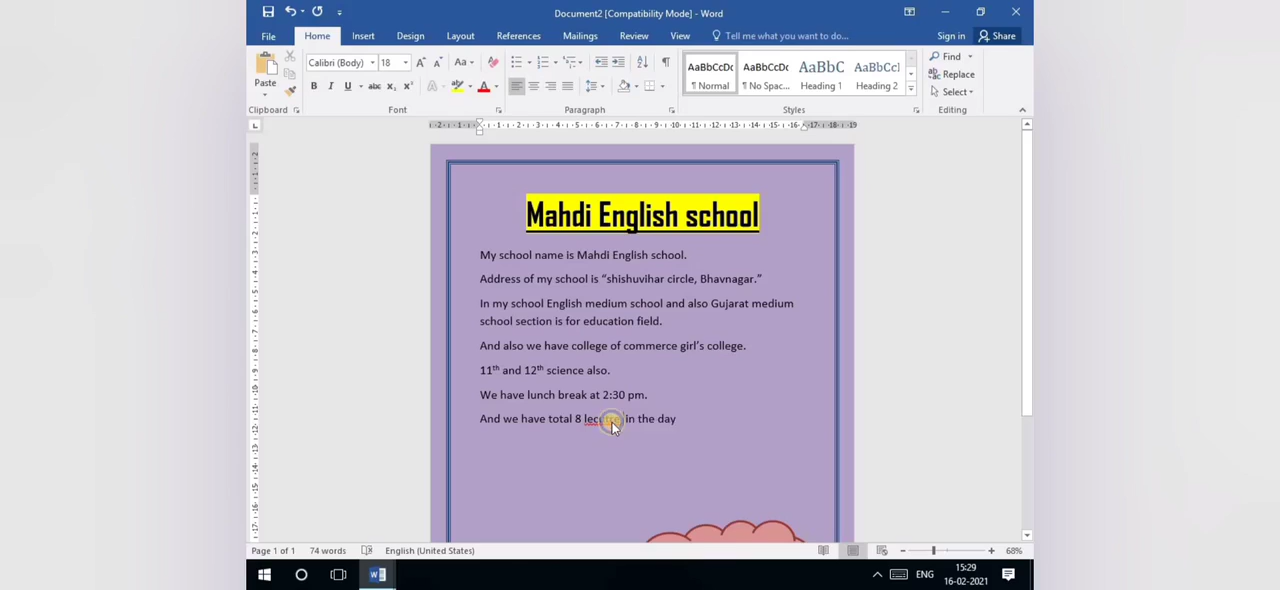 Document2 [Compatibility Mode] - Word
File Home Insert Design Layout References Mailings Review View Tell me what you want to do... Sign in Share
Paste
Calibri (Body) 18
AaBbCcDc AaBbCcDc AaBbC AaBbCcI
¶ Normal ¶ No Spac... Heading 1 Heading 2
Find
Replace
Select
Clipboard Font Paragraph Styles Editing
Mahdi English school
My school name is Mahdi English school.
Address of my school is “shishuvihar circle, Bhavnagar.”
In my school English medium school and also Gujarat medium
school section is for education field.
And also we have college of commerce girl’s college.
11th and 12th science also.
We have lunch break at 2:30 pm.
And we have total 8 in the day
Page 1 of 1 74 words English (United States) 68%
ENG
15:29
16-02-2021